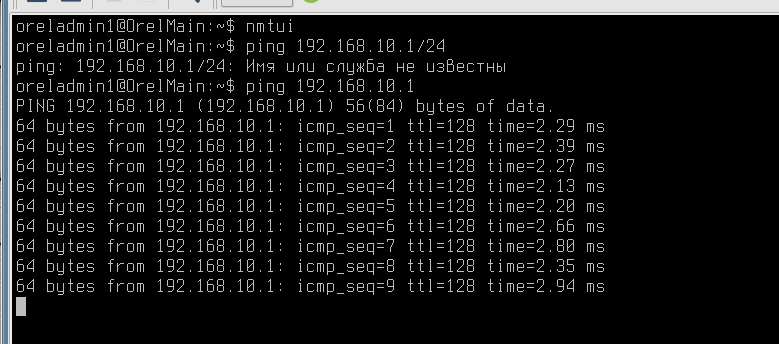 oreladmin1@OrelMain:~$ nmtui
oreladmin1@OrelMain:~$ ping 192.168.10.1/24
ping: 192.168.10.1/24: Имя или служба не известны
oreladmin1@OrelMain:~$ ping 192.168.10.1
PING 192.168.10.1 (192.168.10.1) 56(84) bytes of data.
64 bytes from 192.168.10.1: icmp_seq=1 ttl=128 time=2.29 ms
64 bytes from 192.168.10.1: icmp_seq=2 ttl=128 time=2.39 ms
64 bytes from 192.168.10.1: icmp_seq=3 ttl=128 time=2.27 ms
64 bytes from 192.168.10.1: icmp_seq=4 ttl=128 time=2.13 ms
64 bytes from 192.168.10.1: icmp_seq=5 ttl=128 time=2.20 ms
64 bytes from 192.168.10.1: icmp_seq=6 ttl=128 time=2.66 ms
64 bytes from 192.168.10.1: icmp_seq=7 ttl=128 time=2.80 ms
64 bytes from 192.168.10.1: icmp_seq=8 ttl=128 time=2.35 ms
64 bytes from 192.168.10.1: icmp_seq=9 ttl=128 time=2.94 ms